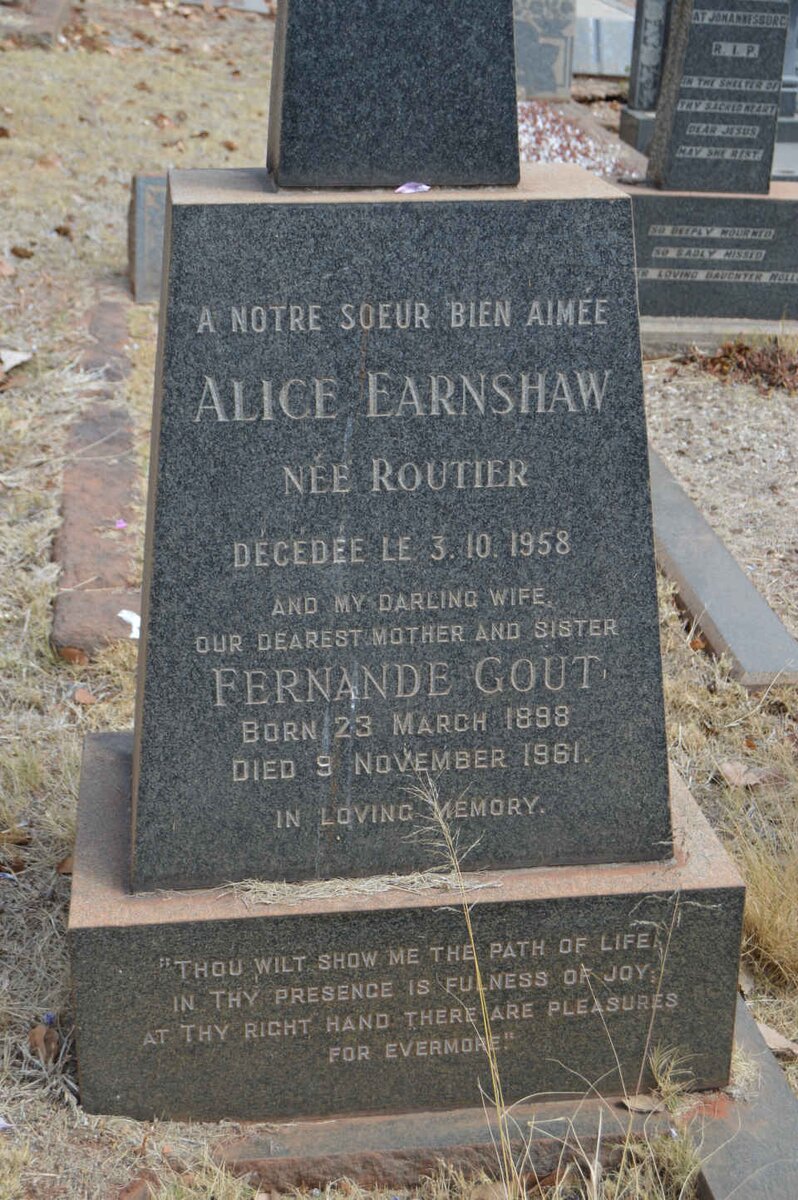 A NOTRE SOEUR BIEN AIMÉE
ALICE EARNSHAW
NÉE ROUTIER
DÉCÉDÉE LE 3.10.1958
AND MY DARLING WIFE,
OUR DEAREST MOTHER AND SISTER
FERNANDE GOUT,
BORN 23 MARCH 1898
DIED 9 NOVEMBER 1961.
IN LOVING MEMORY.
"THOU WILT SHOW ME THE PATH OF LIFE;
IN THY PRESENCE IS FULNESS OF JOY;
AT THY RIGHT HAND THERE ARE PLEASURES
FOR EVERMORE."
AT JOHANNESBURG
R.I.P.
IN THE SHELTER OF
THY SACRED HEART
DEAR JESUS
MAY SHE REST.
SO DEEPLY MOURNED
SO SADLY MISSED
LOVING DAUGHTER